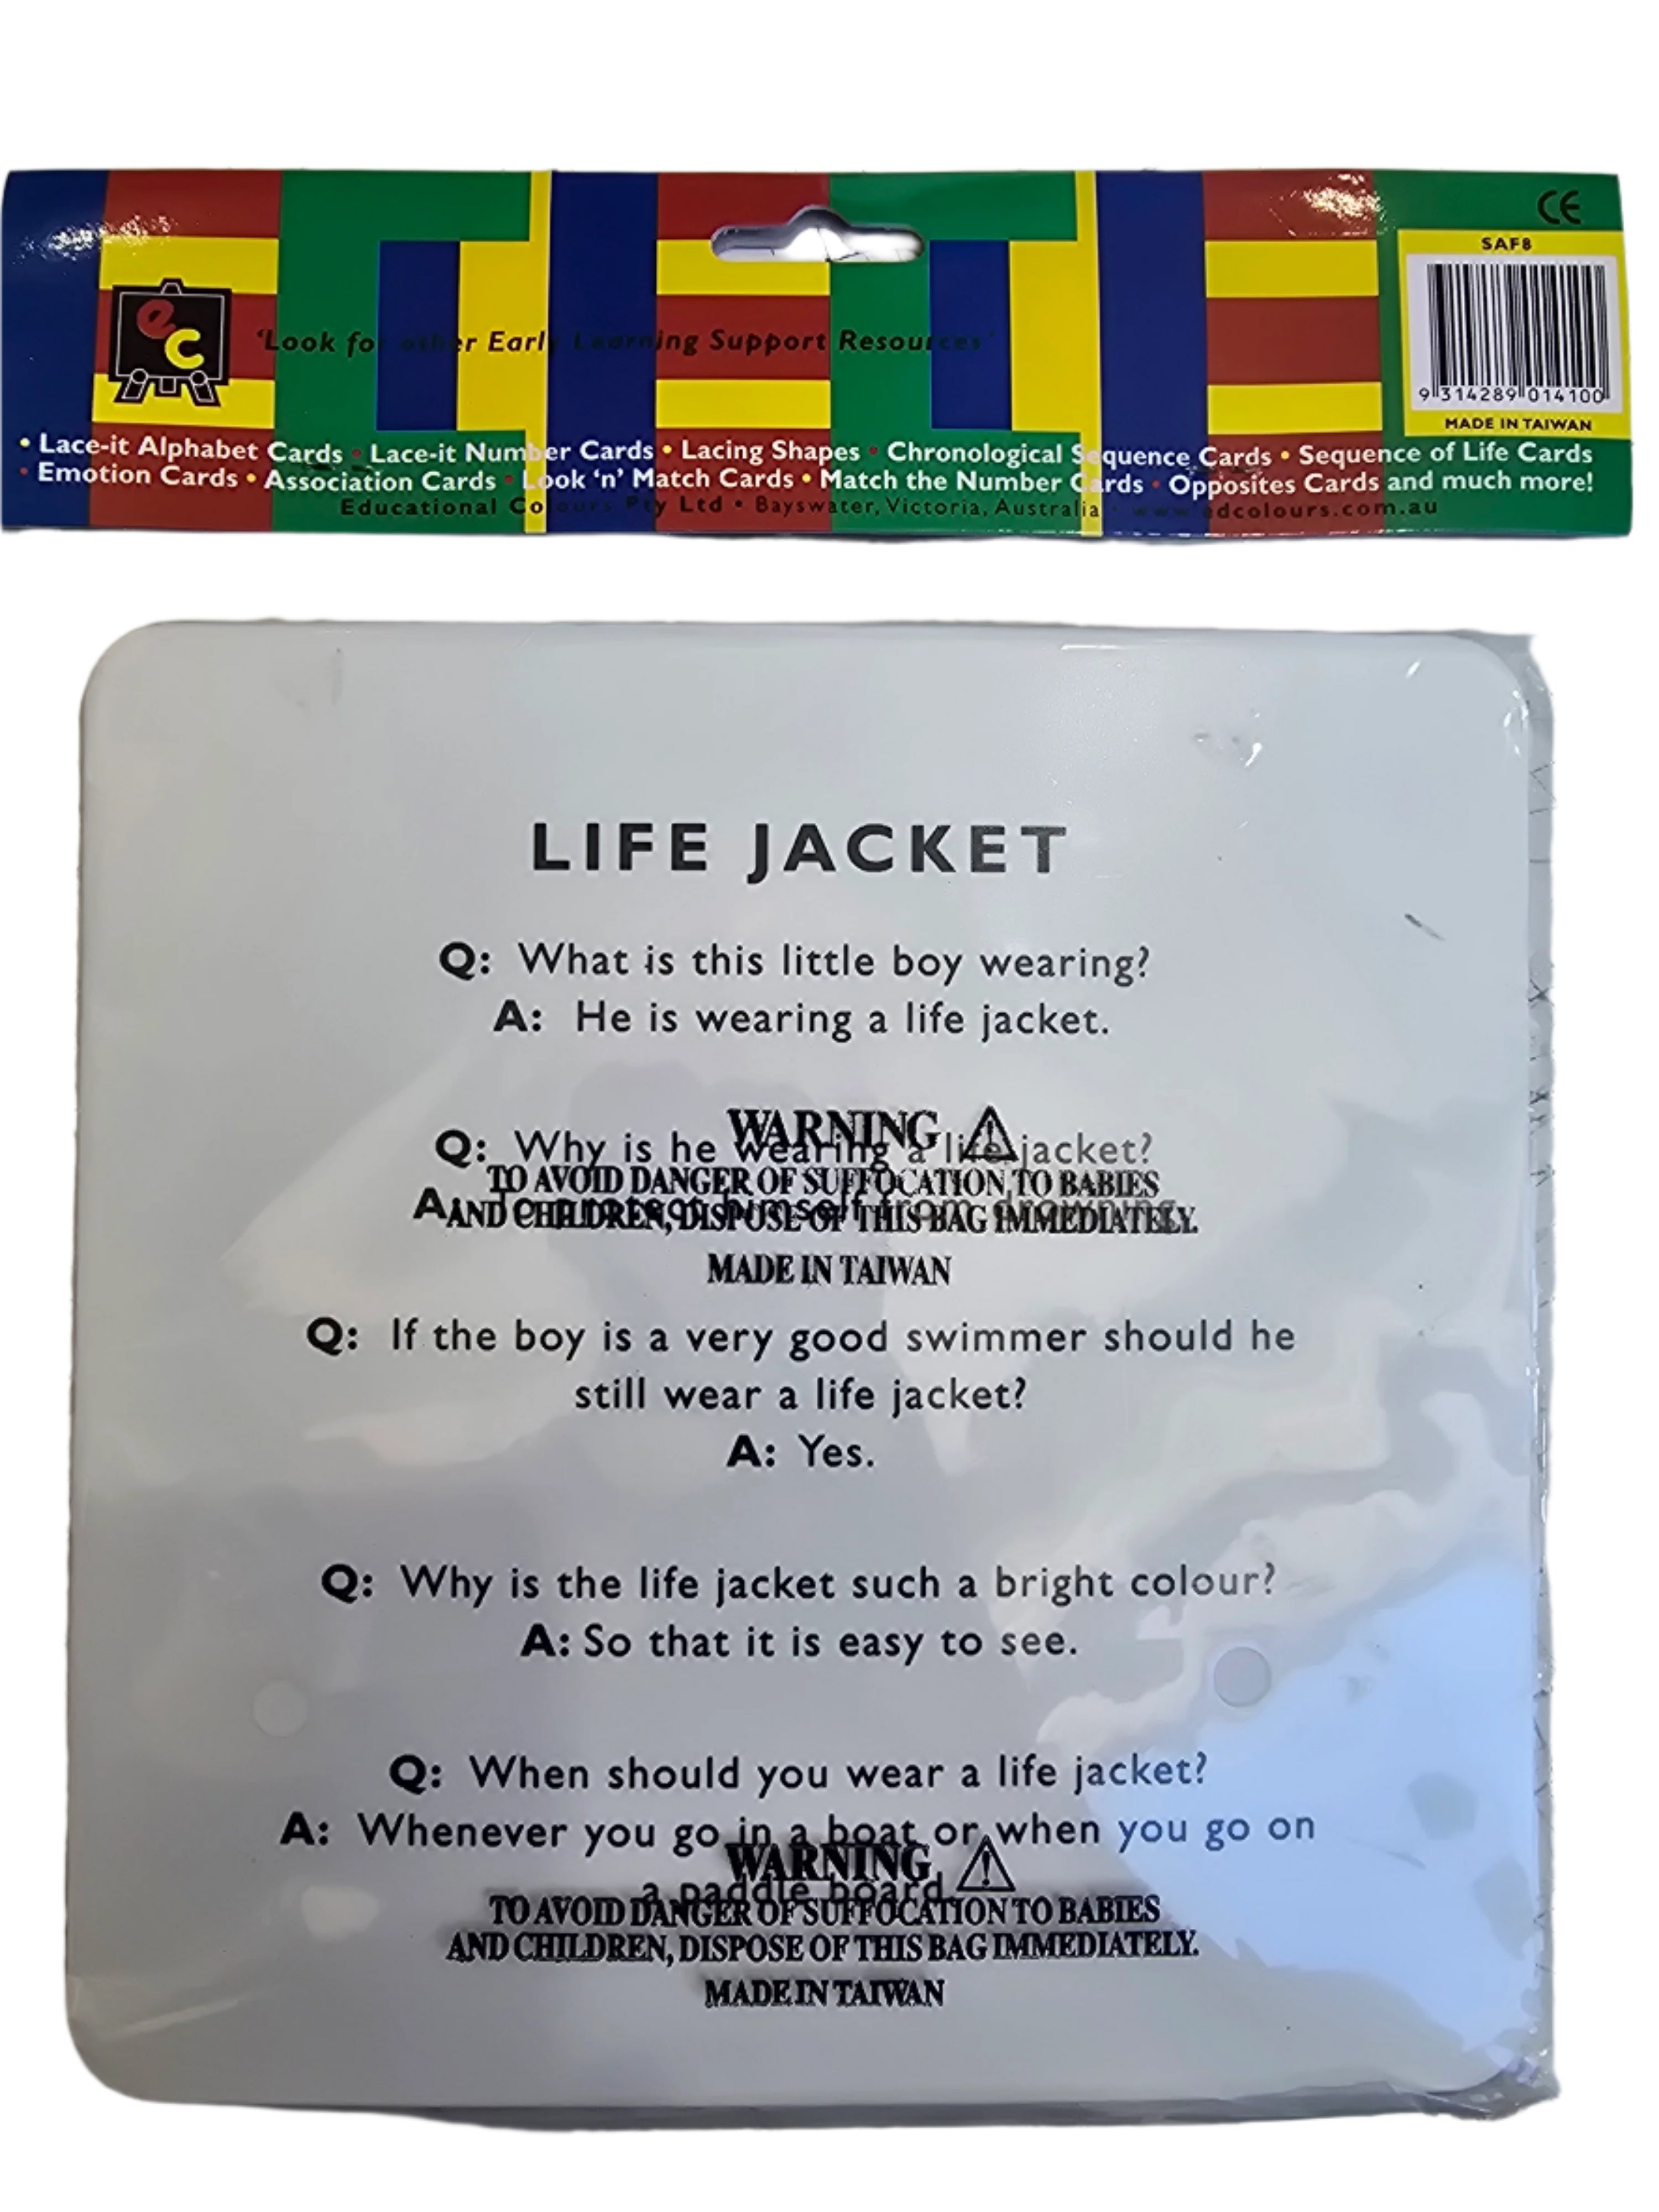 CE
SAF8
ec
'Look for other Early Learning Support Resources'
9 314289 014100
MADE IN TAIWAN
• Lace-it Alphabet Cards • Lace-it Number Cards • Lacing Shapes • Chronological Sequence Cards • Sequence of Life Cards
• Emotion Cards • Association Cards • Look 'n' Match Cards • Match the Number Cards • Opposites Cards and much more!
Educational Colours Pty Ltd • Bayswater, Victoria, Australia • www.edcolours.com.au
LIFE JACKET
Q: What is this little boy wearing?
A: He is wearing a life jacket.
WARNING
Q: Why is he wearing a life jacket?
TO AVOID DANGER OF SUFFOCATION TO BABIES
A: To protect himself from drowning.
AND CHILDREN, DISPOSE OF THIS BAG IMMEDIATELY.
MADE IN TAIWAN
Q: If the boy is a very good swimmer should he
still wear a life jacket?
A: Yes.
Q: Why is the life jacket such a bright colour?
A: So that it is easy to see.
Q: When should you wear a life jacket?
A: Whenever you go in a boat or when you go on
WARNING
a paddle board.
TO AVOID DANGER OF SUFFOCATION TO BABIES
AND CHILDREN, DISPOSE OF THIS BAG IMMEDIATELY.
MADE IN TAIWAN